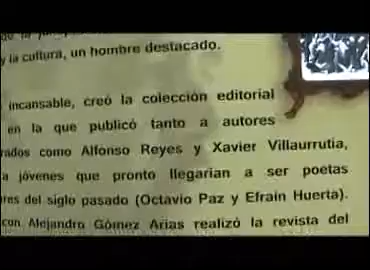 y la cultura, un hombre destacado.
incansable, creó la colección editorial
en la que publicó tanto a autores
rados como Alfonso Reyes y Xavier Villaurrutia,
a jóvenes que pronto llegarían a ser poetas
res del siglo pasado (Octavio Paz y Efraín Huerta).
con Alejandro Gómez Arias realizó la revista del